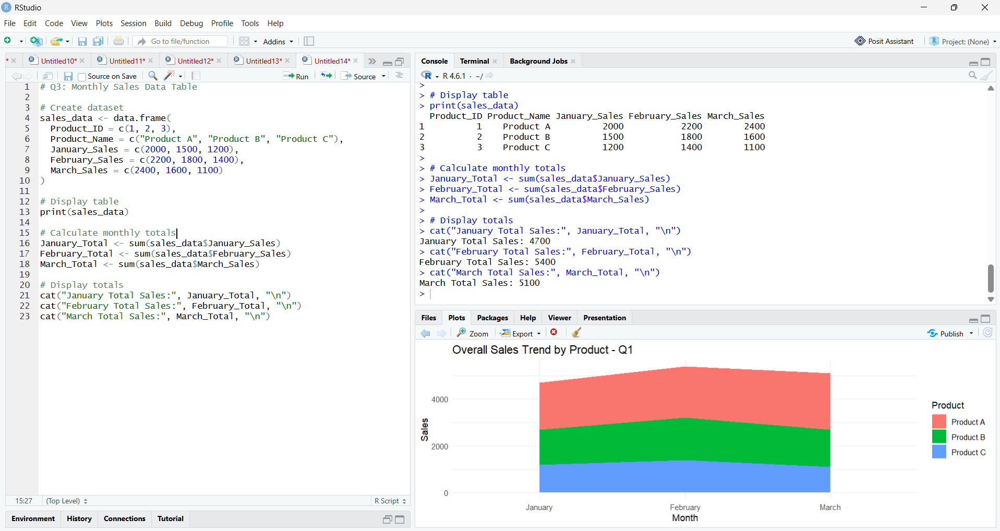 RStudio
File Edit Code View Plots Session Build Debug Profile Tools Help
Go to file/function Addins Posit Assistant Project: (None)
Untitled10* Untitled11* Untitled12* Untitled13* Untitled14*
Source on Save Run Source
1 # Q3: Monthly Sales Data Table
2
3 # Create dataset
4 sales_data <- data.frame(
5   Product_ID = c(1, 2, 3),
6   Product_Name = c("Product A", "Product B", "Product C"),
7   January_Sales = c(2000, 1500, 1200),
8   February_Sales = c(2200, 1800, 1400),
9   March_Sales = c(2400, 1600, 1100)
10 )
11
12 # Display table
13 print(sales_data)
14
15 # Calculate monthly totals
16 January_Total <- sum(sales_data$January_Sales)
17 February_Total <- sum(sales_data$February_Sales)
18 March_Total <- sum(sales_data$March_Sales)
19
20 # Display totals
21 cat("January Total Sales:", January_Total, "\n")
22 cat("February Total Sales:", February_Total, "\n")
23 cat("March Total Sales:", March_Total, "\n")
15:27 (Top Level) R Script
Environment History Connections Tutorial
Console Terminal Background Jobs
R 4.6.1 · ~/
>
> # Display table
> print(sales_data)
  Product_ID Product_Name January_Sales February_Sales March_Sales
1          1    Product A          2000           2200        2400
2          2    Product B          1500           1800        1600
3          3    Product C          1200           1400        1100
>
> # Calculate monthly totals
> January_Total <- sum(sales_data$January_Sales)
> February_Total <- sum(sales_data$February_Sales)
> March_Total <- sum(sales_data$March_Sales)
>
> # Display totals
> cat("January Total Sales:", January_Total, "\n")
January Total Sales: 4700
> cat("February Total Sales:", February_Total, "\n")
February Total Sales: 5400
> cat("March Total Sales:", March_Total, "\n")
March Total Sales: 5100
>
Files Plots Packages Help Viewer Presentation
Zoom Export Publish
Overall Sales Trend by Product - Q1
Sales
4000
2000
0
January February March
Month
Product
Product A
Product B
Product C